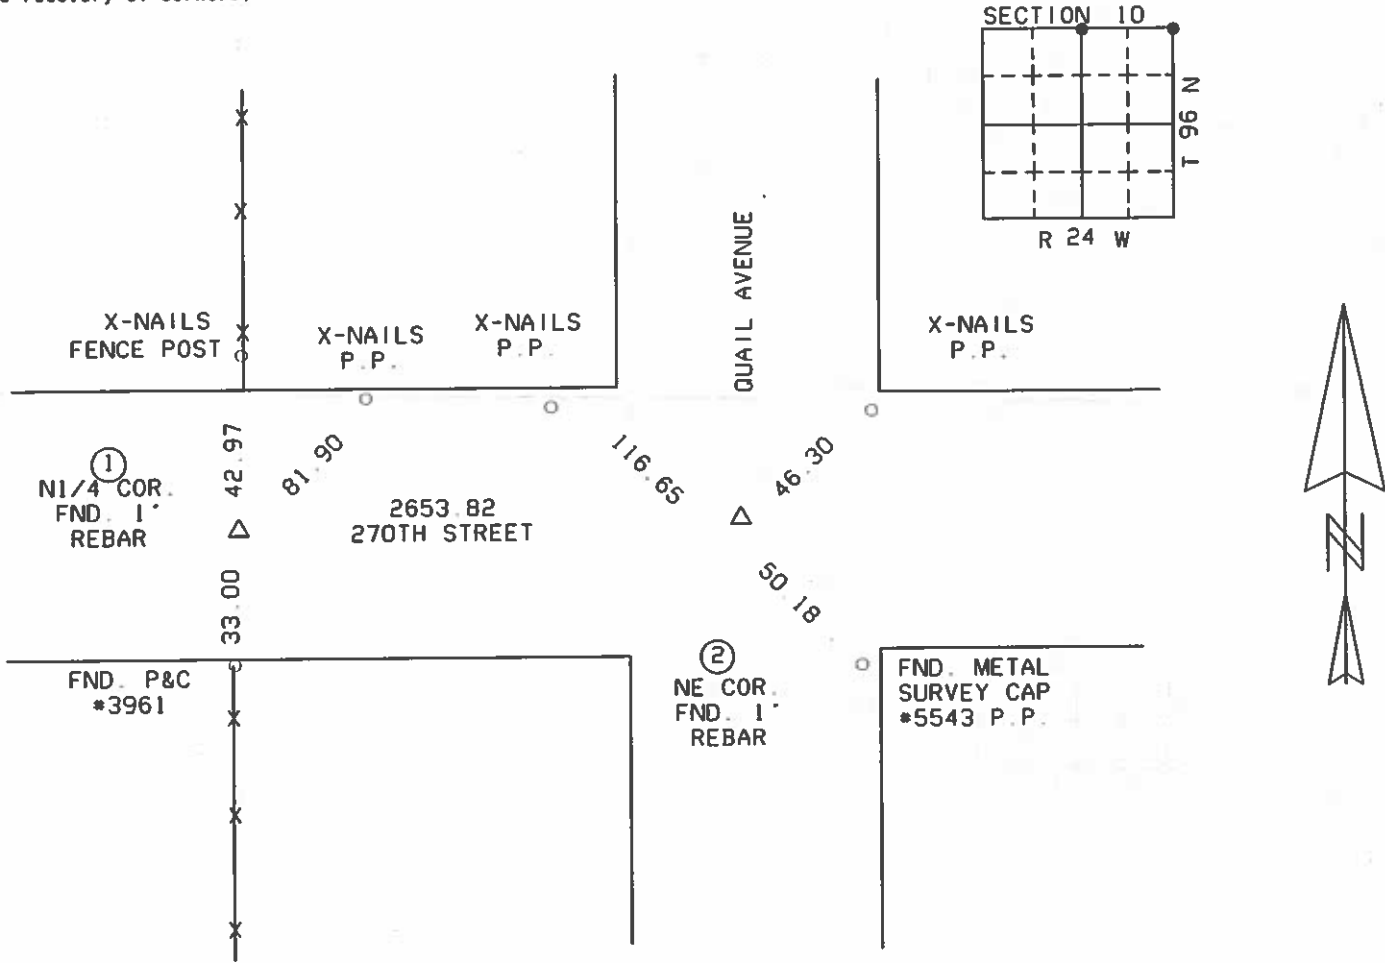 SECTION 10
T 96 N
R 24 W
QUAIL AVENUE
X-NAILS
FENCE POST
X-NAILS
P.P.
X-NAILS
P.P.
X-NAILS
P.P.
1
N1/4 COR.
FND. 1"
REBAR
42.97
81.90
2653.82
270TH STREET
116.65
46.30
50.18
33.00
FND. P&C
#3961
2
NE COR.
FND. 1"
REBAR
FND. METAL
SURVEY CAP
#5543 P.P.
N